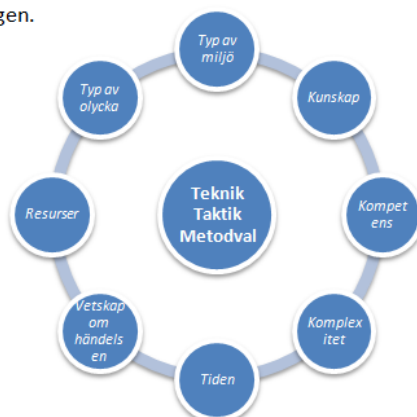 gen.
Typ av
miljö
Kunskap
Kompet
ens
Komplex
itet
Tiden
Vetskap
om
händels
en
Resurser
Typ av
olycka
Teknik
Taktik
Metodval